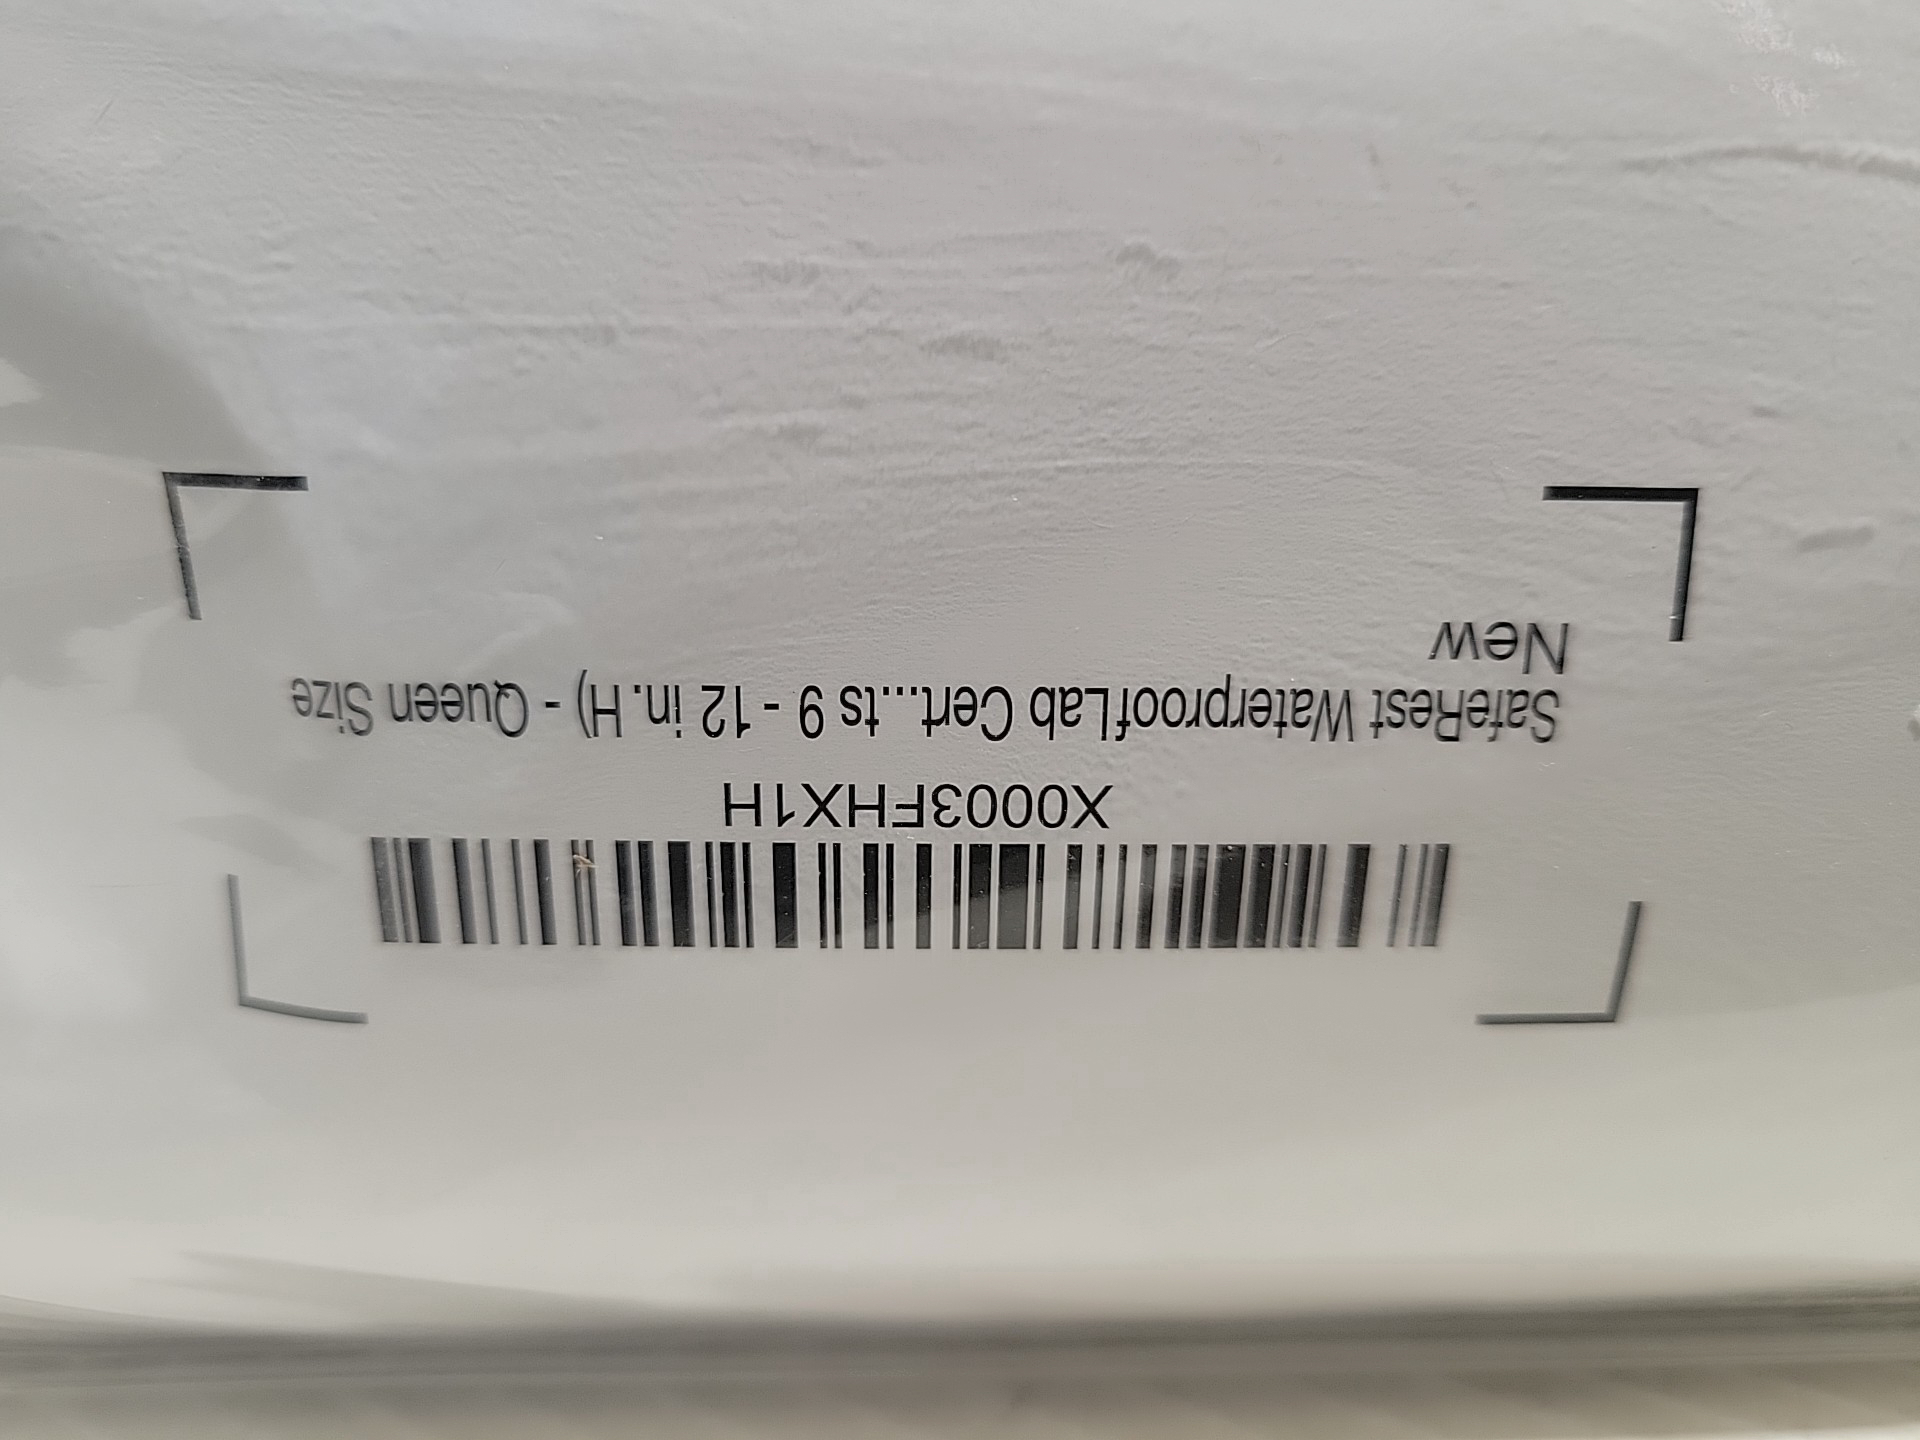 X0003FHX1H
SafeRest WaterproofLab Cert...ts 9 - 12 in.H) - Queen Size
New